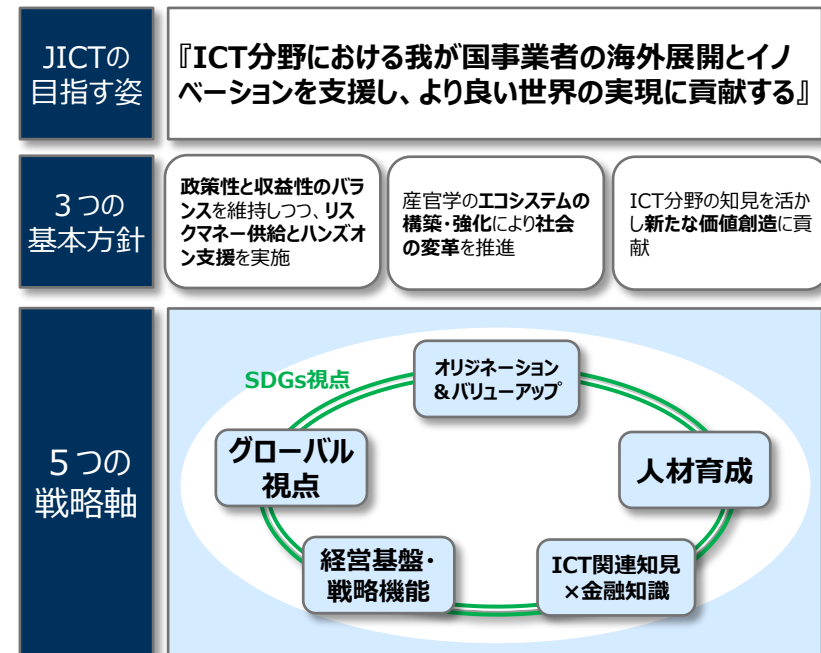 JICTの
目指す姿
『ICT分野における我が国事業者の海外展開とイノ
ベーションを支援し、より良い世界の実現に貢献する』
３つの
基本方針
政策性と収益性のバラ
ンスを維持しつつ、リス
クマネー供給とハンズオ
ン支援を実施
産官学のエコシステムの
構築・強化により社会
の変革を推進
ICT分野の知見を活か
し新たな価値創造に貢
献
５つの
戦略軸
SDGs視点
オリジネーション
＆バリューアップ
グローバル
視点
人材育成
経営基盤・
戦略機能
ICT関連知見
×金融知識